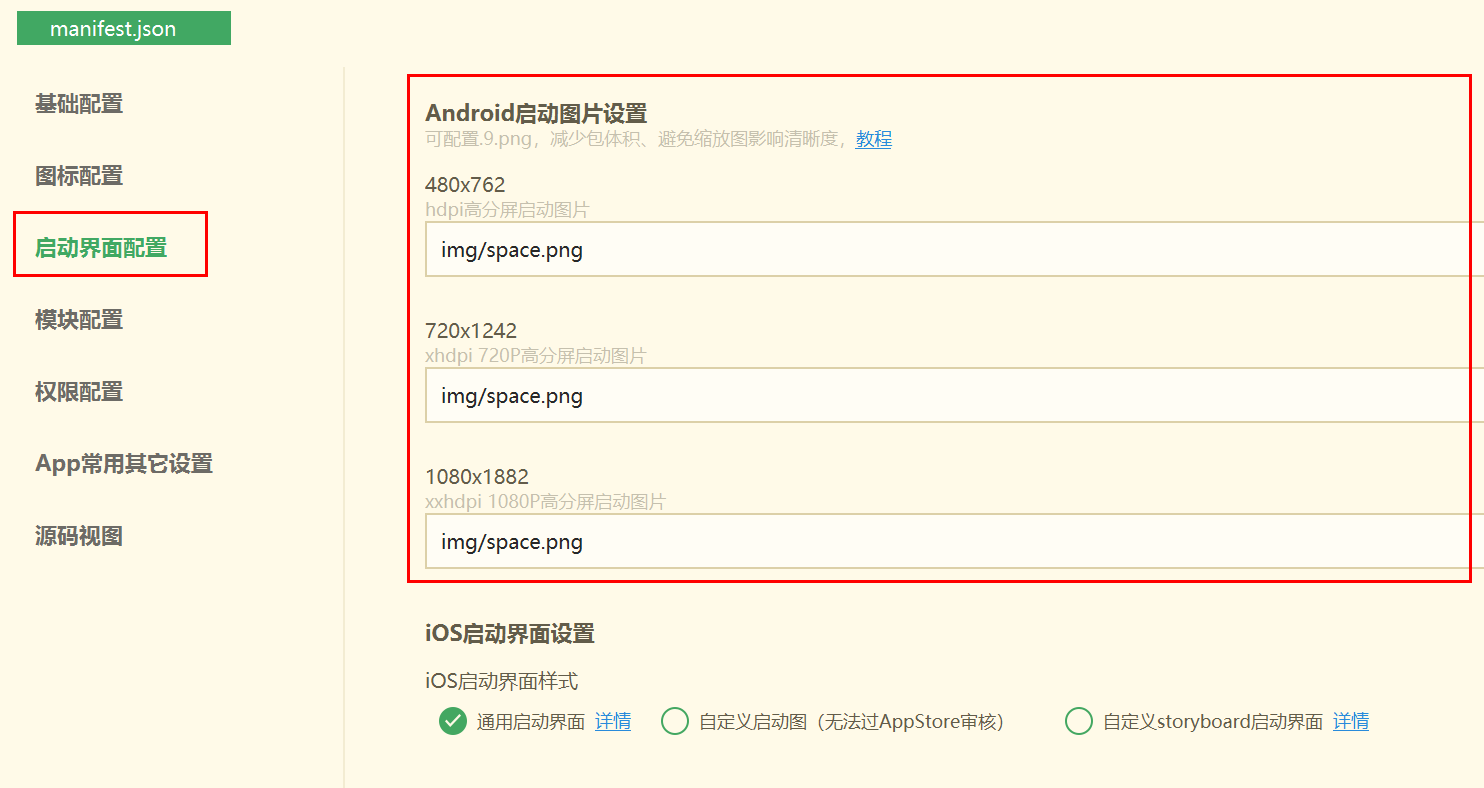 manifest.json
基础配置
图标配置
启动界面配置
模块配置
权限配置
App常用其它设置
源码视图
Android启动图片设置
可配置.9.png，减少包体积、避免缩放图影响清晰度，教程
480x762
hdpi高分屏启动图片
img/space.png
720x1242
xhdpi 720P高分屏启动图片
img/space.png
1080x1882
xxhdpi 1080P高分屏启动图片
img/space.png
iOS启动界面设置
iOS启动界面样式
通用启动界面 详情 自定义启动图（无法过AppStore审核） 自定义storyboard启动界面 详情